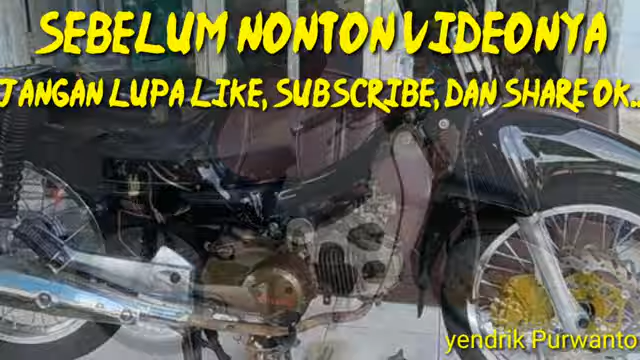 SEBELUM NONTON VIDEONYA
JANGAN LUPA LIKE, SUBSCRIBE, DAN SHARE OK..
yendrik Purwanto